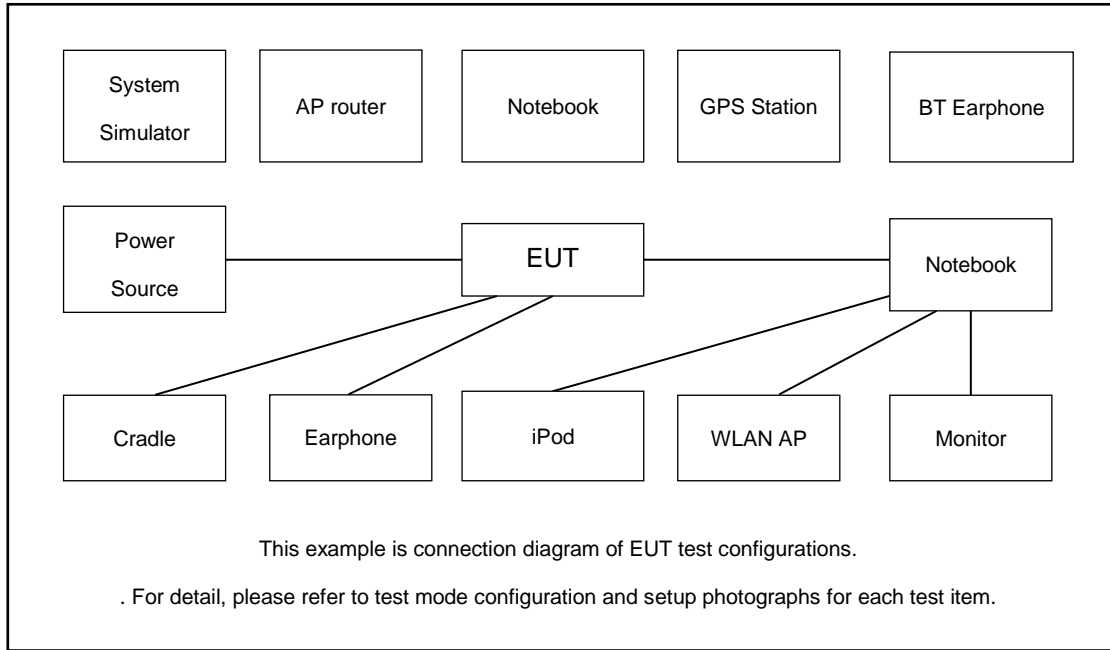 System
Simulator
AP router
Notebook
GPS Station
BT Earphone
Power
Source
EUT
Notebook
Cradle
Earphone
iPod
WLAN AP
Monitor
This example is connection diagram of EUT test configurations.
. For detail, please refer to test mode configuration and setup photographs for each test item.